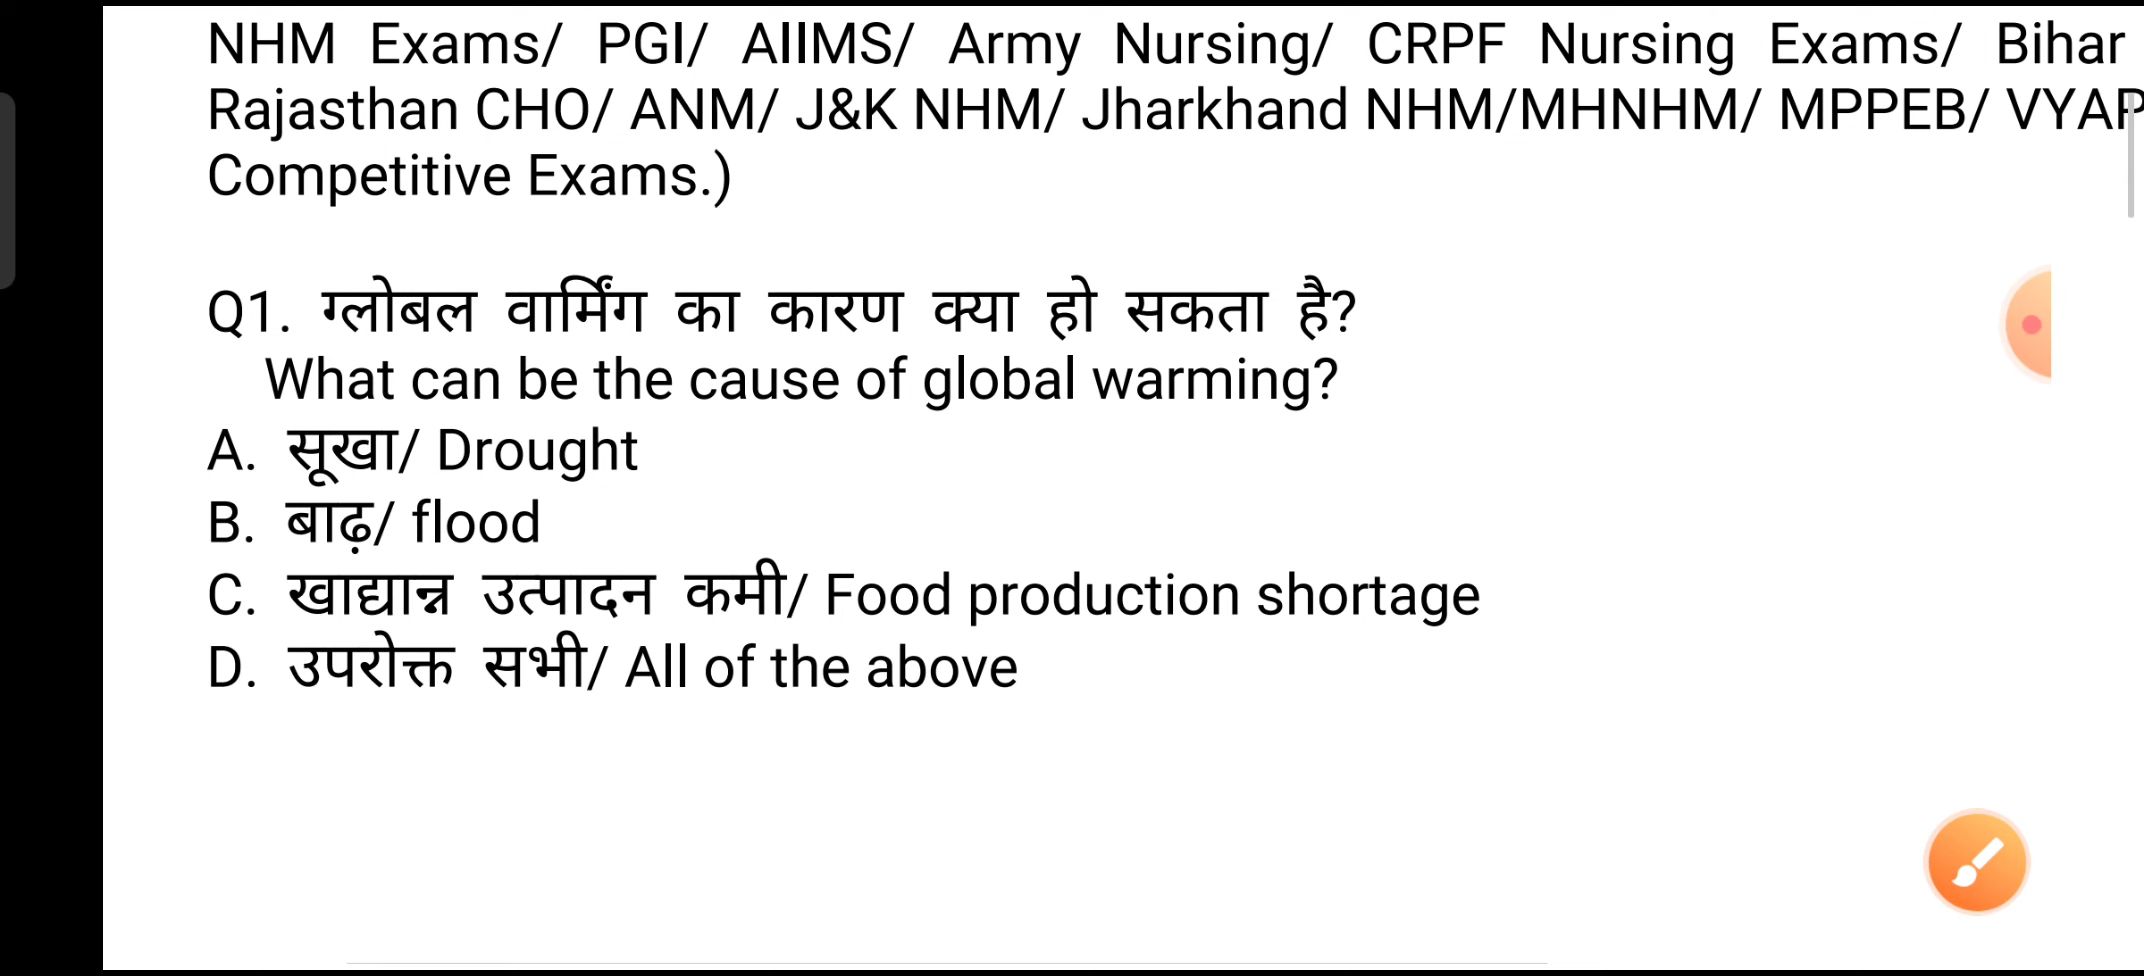 NHM Exams/ PGI/ AIIMS/ Army Nursing/ CRPF Nursing Exams/ Bihar
Rajasthan CHO/ ANM/ J&K NHM/ Jharkhand NHM/MHNHM/ MPPEB/
Competitive Exams.)
Q1. ग्लोबल वार्मिंग का कारण क्या हो सकता है?
What can be the cause of global warming?
A. सूखा/ Drought
B. बाढ़/ flood
C. खाद्यान्न उत्पादन कमी/ Food production shortage
D. उपरोक्त सभी/ All of the above